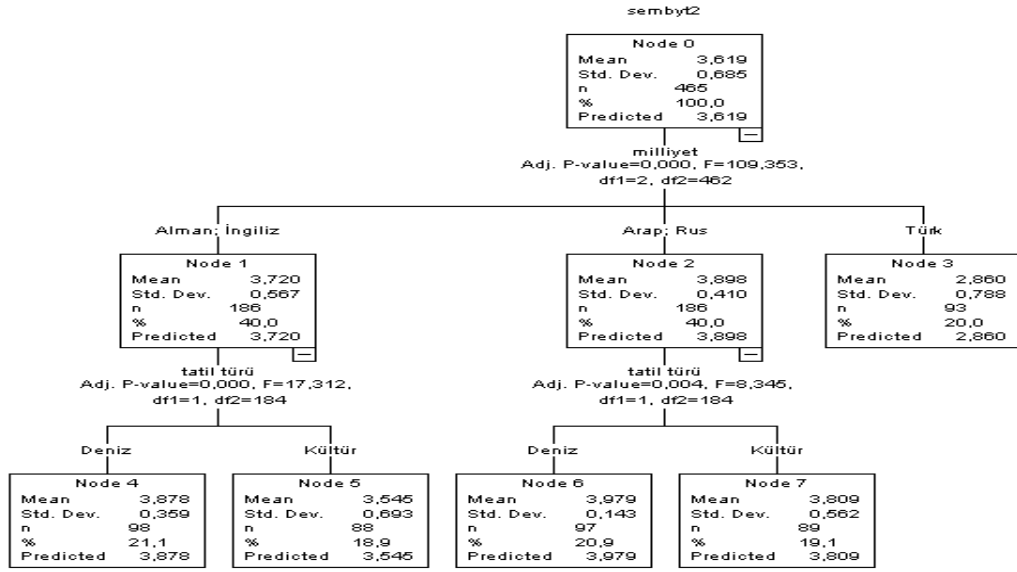 sembyt2
Node 0
Mean 3,619
Std. Dev. 0,685
n 465
% 100,0
Predicted 3,619
milliyet
Adj. P-value=0,000, F=109,353,
df1=2, df2=462
Alman; İngiliz
Arap; Rus
Türk
Node 1
Mean 3,720
Std. Dev. 0,567
n 186
% 40,0
Predicted 3,720
Node 2
Mean 3,898
Std. Dev. 0,410
n 186
% 40,0
Predicted 3,898
Node 3
Mean 2,860
Std. Dev. 0,788
n 93
% 20,0
Predicted 2,860
tatil türü
Adj. P-value=0,000, F=17,312,
df1=1, df2=184
tatil türü
Adj. P-value=0,004, F=8,345,
df1=1, df2=184
Deniz
Kültür
Deniz
Kültür
Node 4
Mean 3,878
Std. Dev. 0,359
n 98
% 21,1
Predicted 3,878
Node 5
Mean 3,545
Std. Dev. 0,693
n 88
% 18,9
Predicted 3,545
Node 6
Mean 3,979
Std. Dev. 0,143
n 97
% 20,9
Predicted 3,979
Node 7
Mean 3,809
Std. Dev. 0,562
n 89
% 19,1
Predicted 3,809